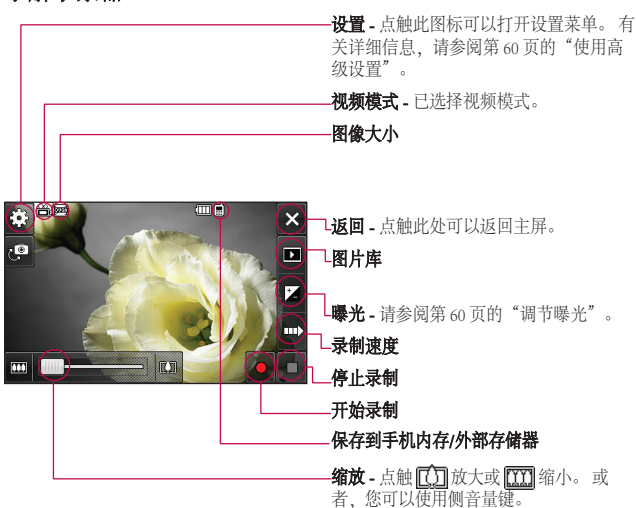 设置 - 点触此图标可以打开设置菜单。有
关详细信息，请参阅第 60 页的“使用高
级设置”。
视频模式 - 已选择视频模式。
图像大小
返回 - 点触此处可以返回主屏。
图片库
曝光 - 请参阅第 60 页的“调节曝光”。
录制速度
停止录制
开始录制
保存到手机内存/外部存储器
缩放 - 点触 放大或 缩小。或
者，您可以使用侧音量键。